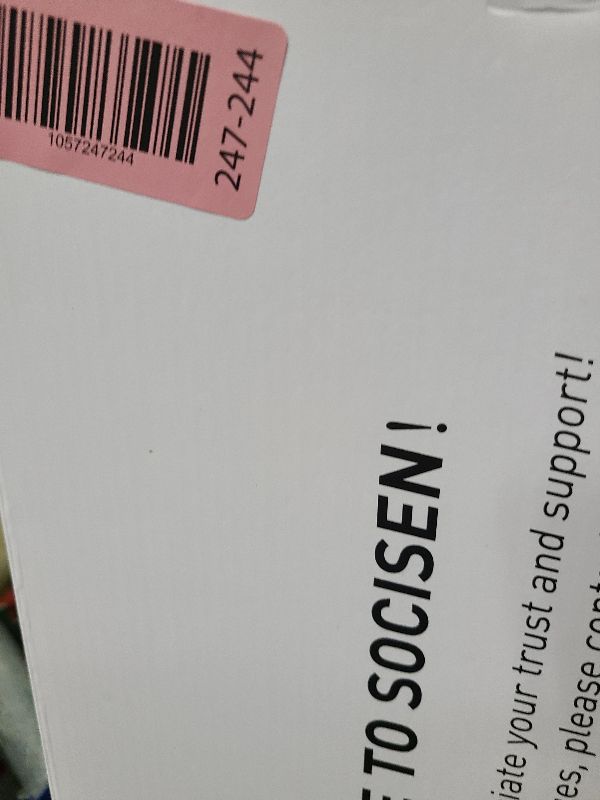 1057247244
247-244
E TO SOCISEN!
iate your trust and support!
es, please cont